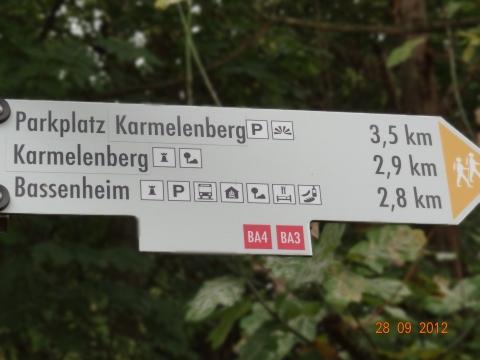 Parkplatz Karmelenberg P 3,5 km
Karmelenberg 2,9 km
Bassenheim P 2,8 km
BA4 BA3
28 09 2012